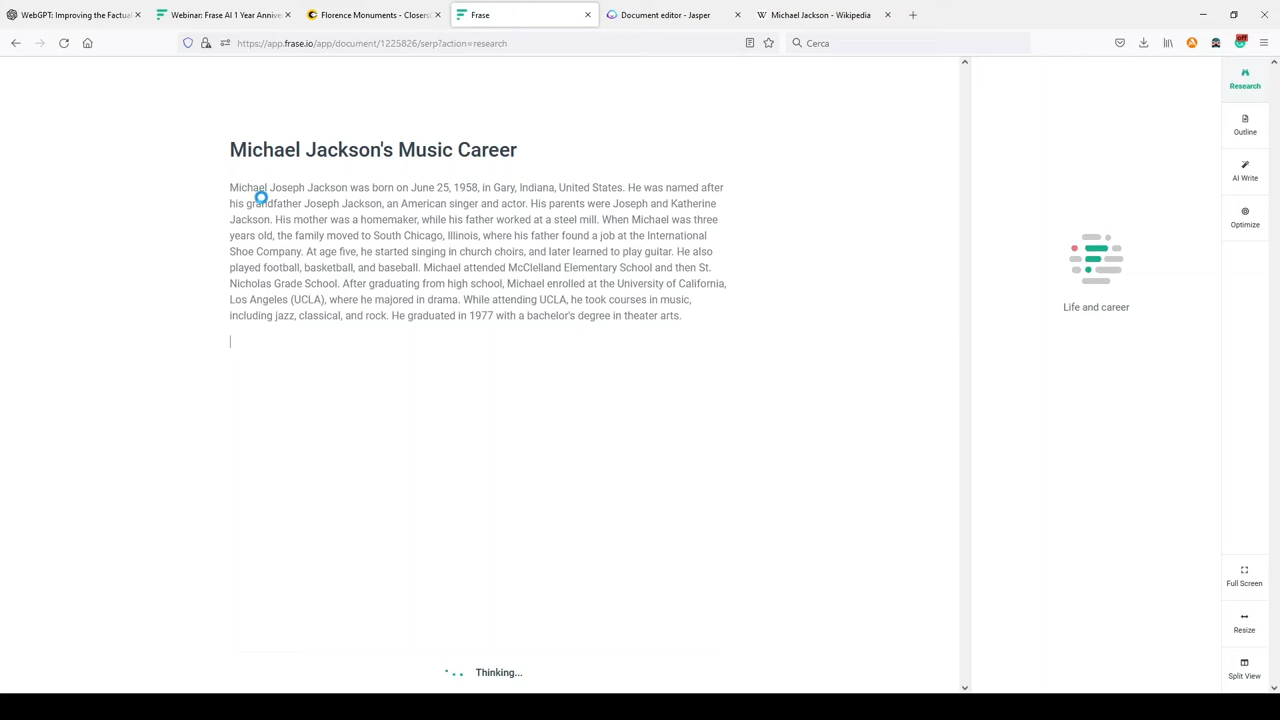 WebGPT: Improving the Factual
Webinar: Frase AI 1 Year Annive
Florence Monuments - Closers
Frase
Document editor - Jasper
Michael Jackson - Wikipedia
https://app.frase.io/app/document/1225826/serp?action=research
Cerca
off
Michael Jackson's Music Career
Michael Joseph Jackson was born on June 25, 1958, in Gary, Indiana, United States. He was named after
his grandfather Joseph Jackson, an American singer and actor. His parents were Joseph and Katherine
Jackson. His mother was a homemaker, while his father worked at a steel mill. When Michael was three
years old, the family moved to South Chicago, Illinois, where his father found a job at the International
Shoe Company. At age five, he started singing in church choirs, and later learned to play guitar. He also
played football, basketball, and baseball. Michael attended McClelland Elementary School and then St.
Nicholas Grade School. After graduating from high school, Michael enrolled at the University of California,
Los Angeles (UCLA), where he majored in drama. While attending UCLA, he took courses in music,
including jazz, classical, and rock. He graduated in 1977 with a bachelor's degree in theater arts.
Thinking...
Life and career
Research
Outline
AI Write
Optimize
Full Screen
Resize
Split View